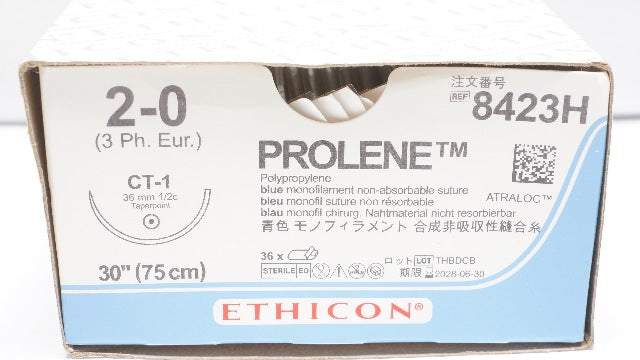 2-0
(3 Ph. Eur.)
CT-1
36 mm 1/2c
Taperpoint
30" (75 cm)
注文番号
REF 8423H
PROLENE™
Polypropylene
blue monofilament non-absorbable suture
bleu monofil suture non résorbable
blau monofil chirurg. Nahtmaterial nicht resorbierbar
青色 モノフィラメント 合成非吸収性縫合糸
ATRALOC™
36 x
STERILE EO
ロット LOT THBDCB
期限 2028-06-30
ETHICON®